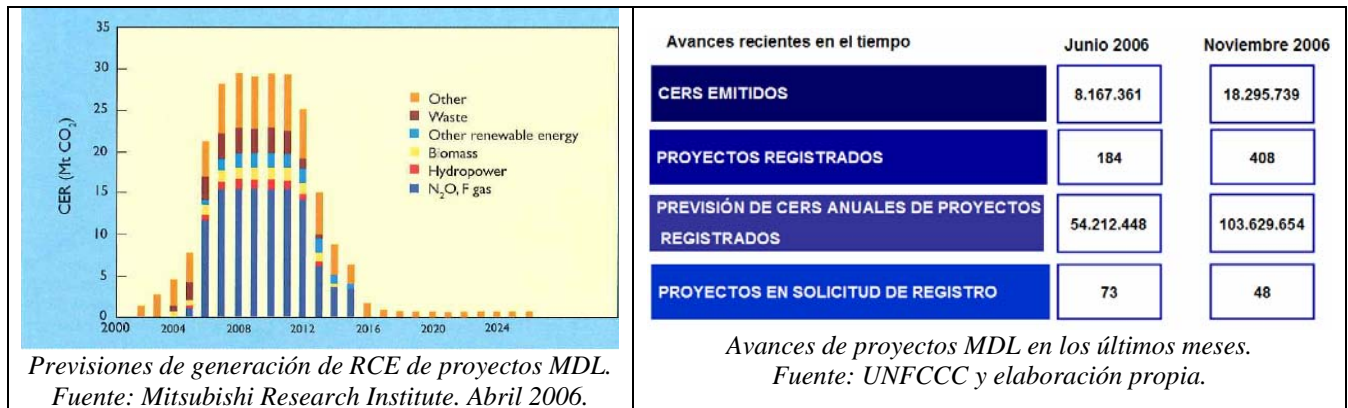 35
30
25
20
15
10
5
0
CER (Mt CO₂)
2000 2004 2008 2012 2016 2020 2024
Other
Waste
Other renewable energy
Biomass
Hydropower
N₂O, F gas
Previsiones de generación de RCE de proyectos MDL.
Fuente: Mitsubishi Research Institute. Abril 2006.
Avances recientes en el tiempo Junio 2006 Noviembre 2006
CERS EMITIDOS 8.167.361 18.295.739
PROYECTOS REGISTRADOS 184 408
PREVISIÓN DE CERS ANUALES DE PROYECTOS
REGISTRADOS 54.212.448 103.629.654
PROYECTOS EN SOLICITUD DE REGISTRO 73 48
Avances de proyectos MDL en los últimos meses.
Fuente: UNFCCC y elaboración propia.